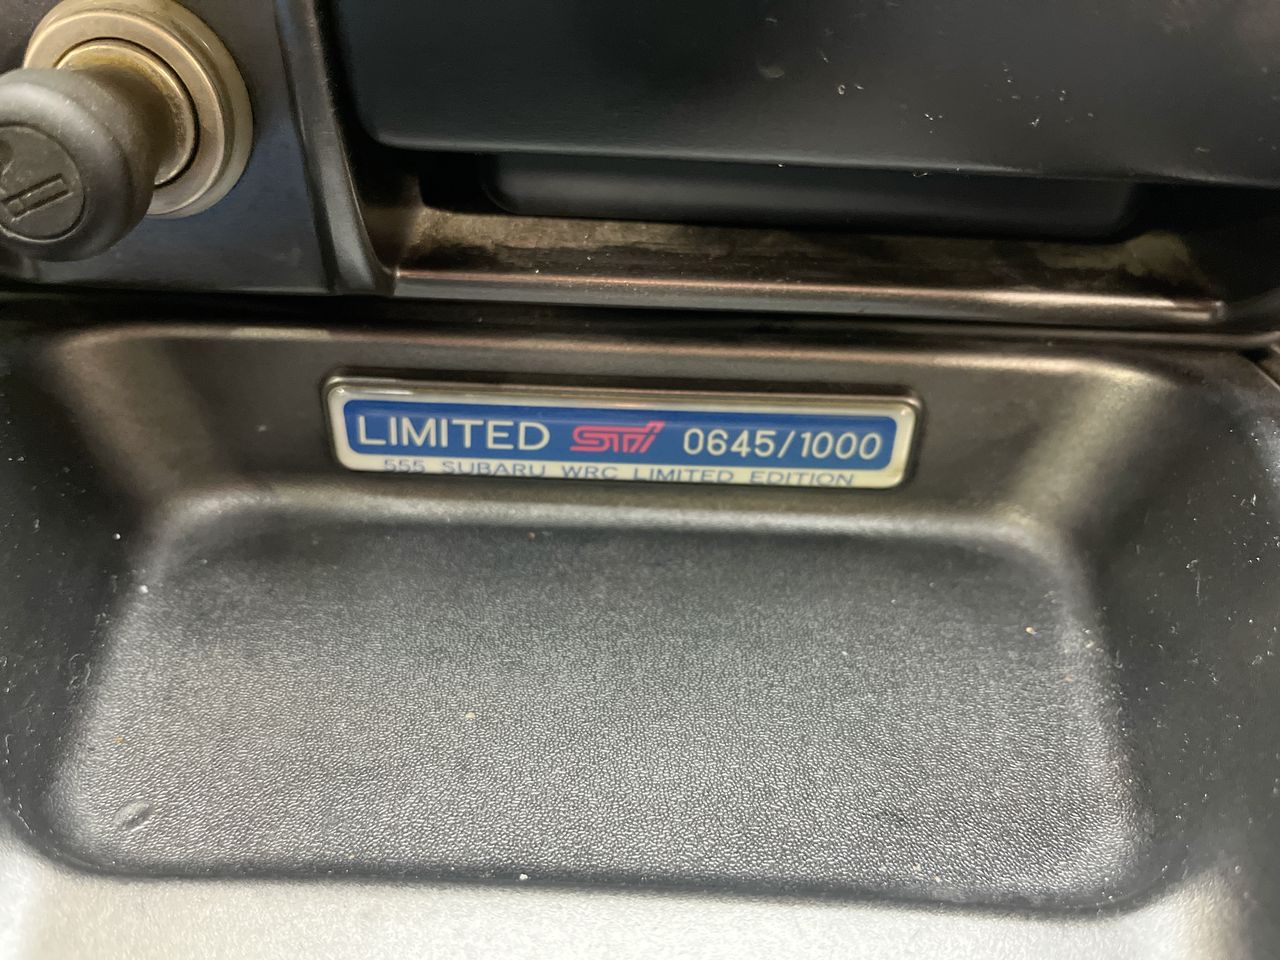 LIMITED STi 0645/1000
555 SUBARU WRC LIMITED EDITION